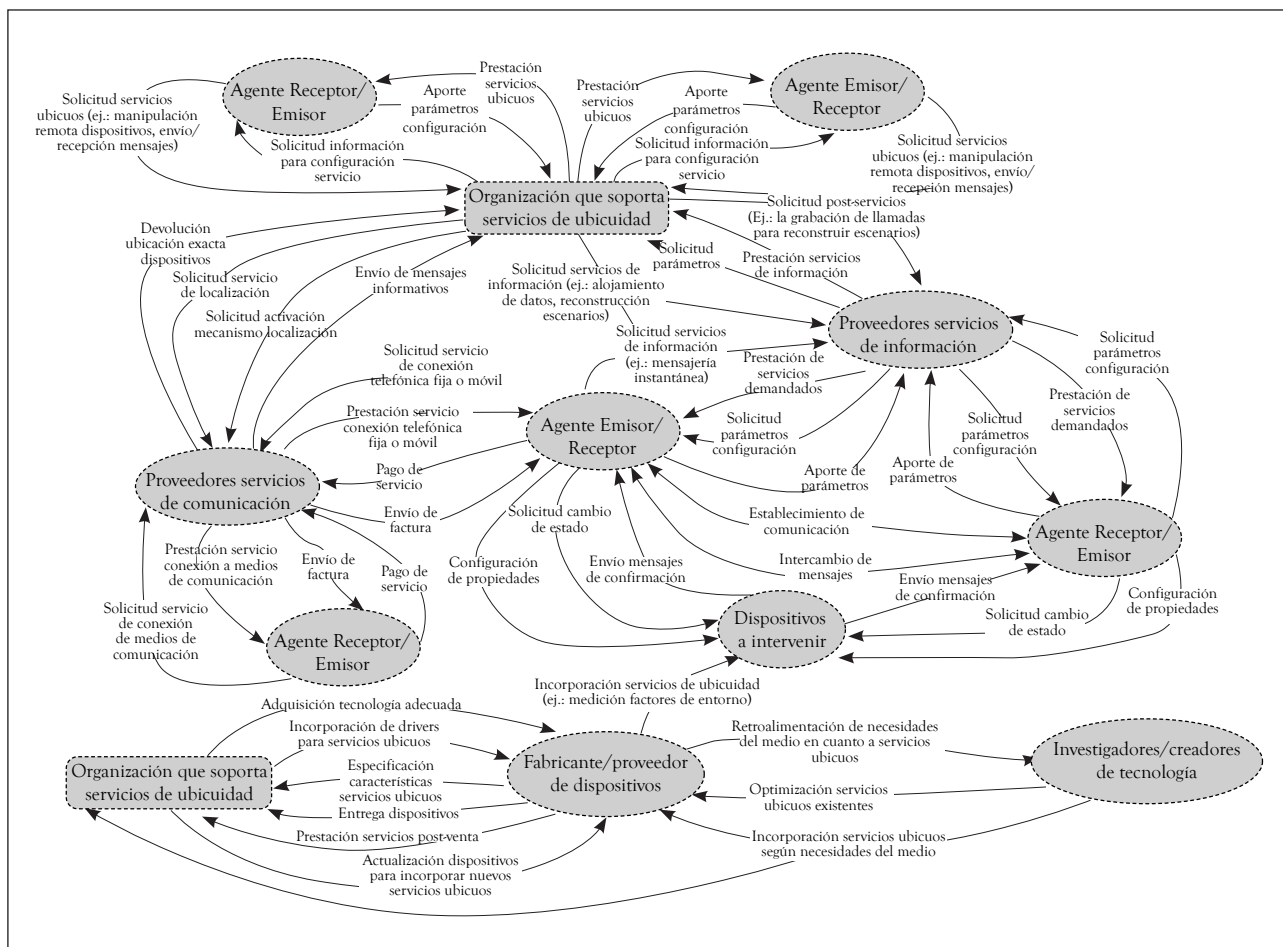 Agente Receptor/
Emisor
Prestación
servicios
ubicuos
Prestación
servicios
ubicuos
Agente Emisor/
Receptor
Solicitud servicios
ubicuos (ej.: manipulación
remota dispositivos, envío/
recepción mensajes)
Aporte
parámetros
configuración
Aporte
parámetros
configuración
Solicitud información
para configuración
servicio
Solicitud información
para configuración
servicio
Solicitud servicios
ubicuos (ej.: manipulación
remota dispositivos, envío/
recepción mensajes)
Organización que soporta
servicios de ubicuidad
Solicitud post-servicios
(Ej.: la grabación de llamadas
para reconstruir escenarios)
Devolución
ubicación exacta
dispositivos
Solicitud servicio
de localización
Solicitud activación
mecanismo localización
Envío de mensajes
informativos
Solicitud servicios de
información (ej.: alojamiento
de datos, reconstrucción
escenarios)
Solicitud
parámetros
Prestación servicios
de información
Proveedores servicios
de información
Solicitud servicios
de información
(ej.: mensajería
instantánea)
Solicitud
parámetros
configuración
Solicitud servicio
de conexión
telefónica fija o móvil
Prestación de
servicios
demandados
Prestación de
servicios
demandados
Prestación servicio
conexión telefónica
fija o móvil
Agente Emisor/
Receptor
Solicitud
parámetros
configuración
Solicitud
parámetros
configuración
Proveedores servicios
de comunicación
Pago de
servicio
Aporte de
parámetros
Aporte de
parámetros
Envío de
factura
Solicitud cambio
de estado
Establecimiento de
comunicación
Agente Receptor/
Emisor
Prestación servicio
conexión a medios
de comunicación
Envío de
factura
Pago de
servicio
Configuración
de propiedades
Envío mensajes
de confirmación
Intercambio de
mensajes
Envío mensajes
de confirmación
Configuración
de propiedades
Solicitud servicio
de conexión
de medios de
comunicación
Agente Receptor/
Emisor
Dispositivos
a intervenir
Solicitud cambio
de estado
Incorporación servicios de ubicuidad
(ej.: medición factores de entorno)
Adquisición tecnología adecuada
Incorporación de drivers
para servicios ubicuos
Retroalimentación de necesidades
del medio en cuanto a servicios
ubicuos
Organización que soporta
servicios de ubicuidad
Especificación
características
servicios ubicuos
Fabricante/proveedor
de dispositivos
Investigadores/creadores
de tecnología
Entrega dispositivos
Optimización servicios
ubicuos existentes
Prestación servicios post-venta
Incorporación servicios ubicuos
según necesidades del medio
Actualización dispositivos
para incorporar nuevos
servicios ubicuos